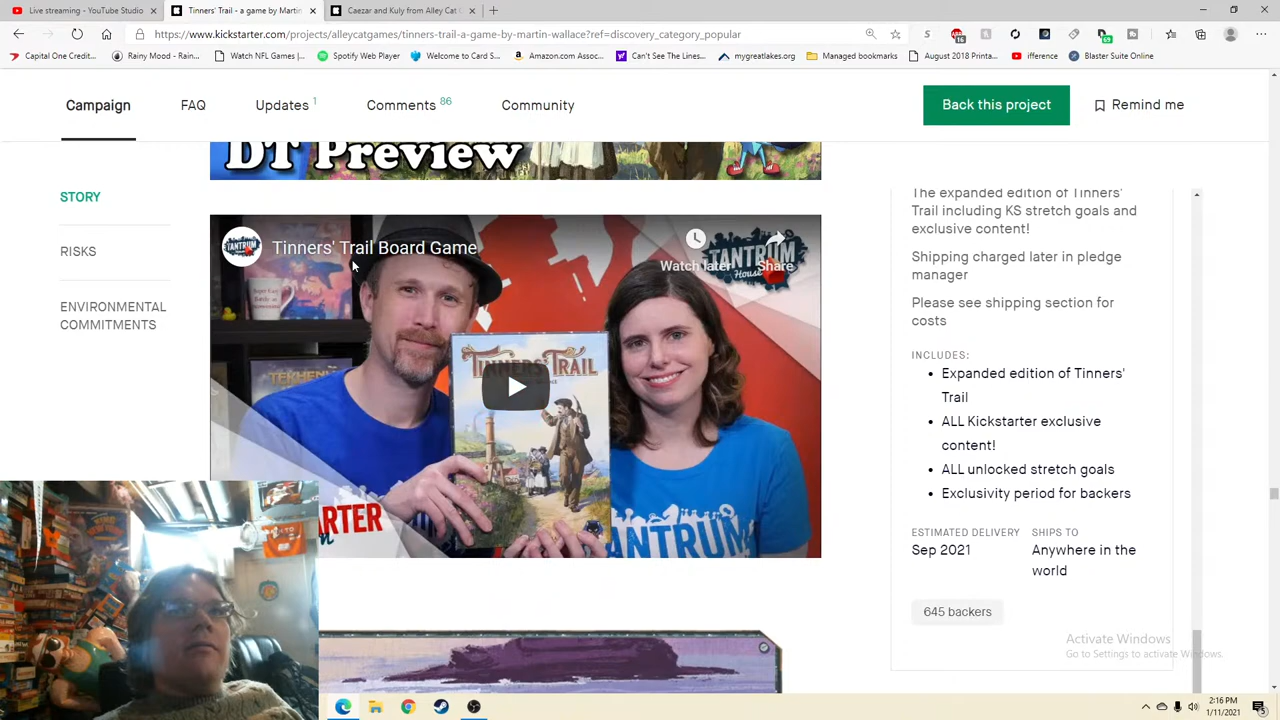 Live streaming - YouTube Studio
Tinners' Trail - a game by Martin
Caezar and Kuly from Alley Cat
https://www.kickstarter.com/projects/alleycatgames/tinners-trail-a-game-by-martin-wallace?ref=discovery_category_popular
Capital One Credit...
Rainy Mood - Rain...
Watch LFL Games |...
Spotify Web Player
Welcome to Card S...
Amazon.com Assoc...
Can't See The Lines...
mygreatlakes.org
Managed bookmarks
August 2018 Printa...
ifference
Blaster Suite Online
Campaign
FAQ
Updates 1
Comments 86
Community
Back this project
Remind me
DT Preview
STORY
RISKS
ENVIRONMENTAL
COMMITMENTS
TANTRUM
Tinners' Trail Board Game
Watch later
Share
TANTRUM
House
TINNERS' TRAIL
TANTRUM
The expanded edition of Tinners'
Trail including KS stretch goals and
exclusive content!
Shipping charged later in pledge
manager
Please see shipping section for
costs
INCLUDES:
Expanded edition of Tinners'
Trail
ALL Kickstarter exclusive
content!
ALL unlocked stretch goals
Exclusivity period for backers
ESTIMATED DELIVERY
Sep 2021
SHIPS TO
Anywhere in the
world
645 backers
Activate Windows
Go to Settings to activate Windows.
2:16 PM
1/11/2021